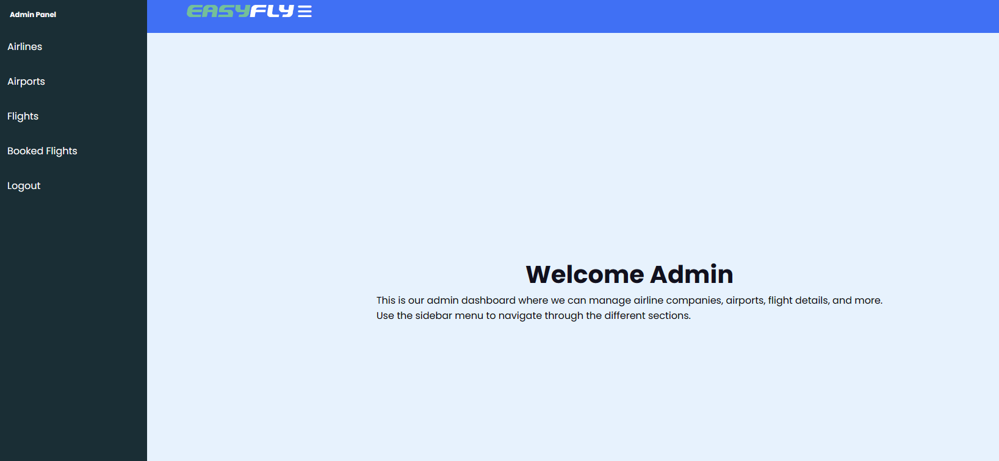 Admin Panel
EASYFLY
Airlines
Airports
Flights
Booked Flights
Logout
Welcome Admin
This is our admin dashboard where we can manage airline companies, airports, flight details, and more.
Use the sidebar menu to navigate through the different sections.